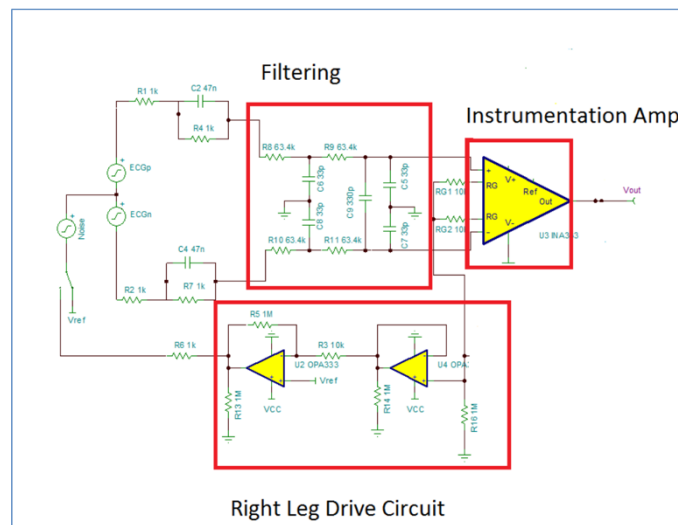 Filtering
Instrumentation Amp
R1 1k
C2 47n
R4 1k
R8 63.4k
R9 63.4k
ECGp
ECGn
Noise
C6 33p
C8 33p
C9 330p
C5 33p
C7 33p
RG1 10
RG2 10
RG
RG
V+
Ref
Out
V-
U3 INA333
Vout
R10 63.4k
R11 63.4k
C4 47n
R2 1k
R7 1k
Vref
R6 1k
R5 1M
R3 10k
U2 OPA333
U4 OPA
Vref
R13 1M
VCC
R14 1M
VCC
R16 1M
Right Leg Drive Circuit